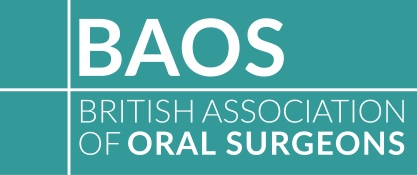 BAOS
BRITISH ASSOCIATION
OF ORAL SURGEONS